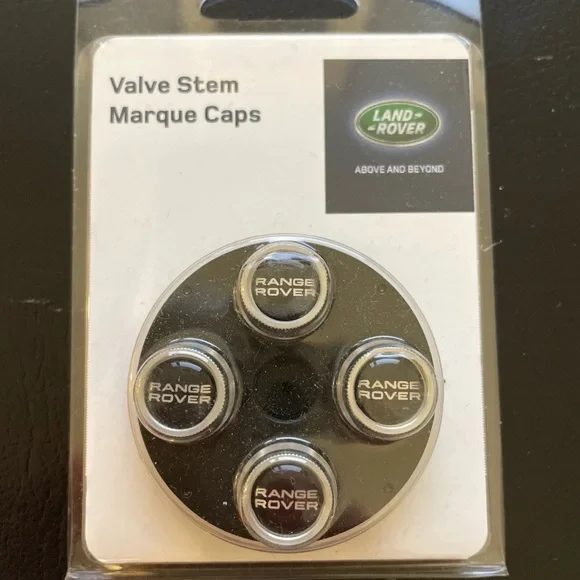 Valve Stem
Marque Caps
LAND
ROVER
ABOVE AND BEYOND
RANGE
ROVER
RANGE
ROVER
RANGE
ROVER
RANGE
ROVER